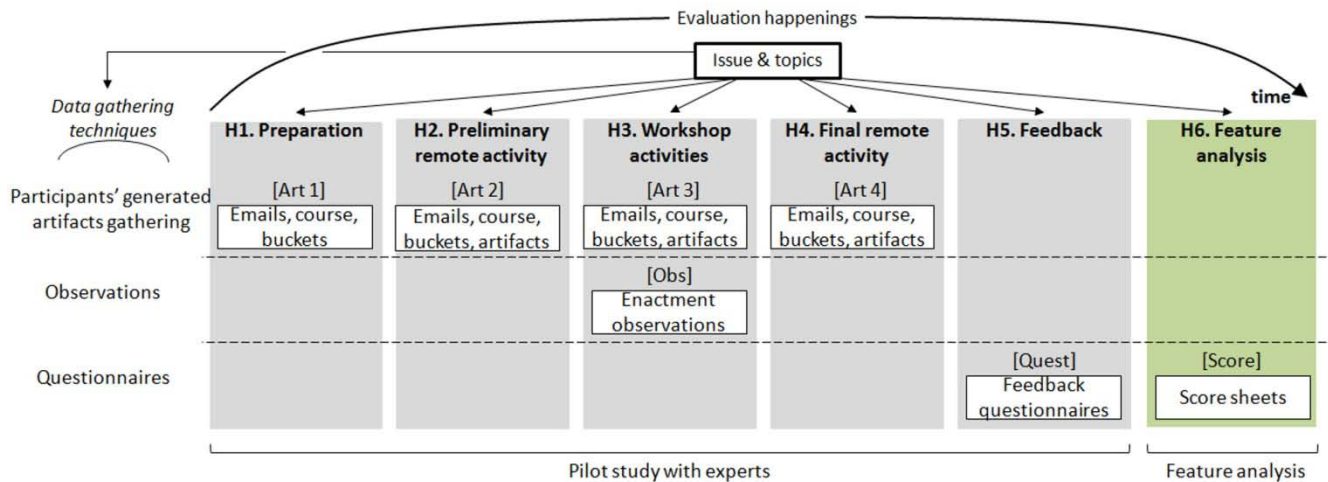 Evaluation happenings
Issue & topics
time
Data gathering
techniques
H1. Preparation
H2. Preliminary
remote activity
H3. Workshop
activities
H4. Final remote
activity
H5. Feedback
H6. Feature
analysis
Participants’ generated
artifacts gathering
[Art 1]
Emails, course,
buckets
[Art 2]
Emails, course,
buckets, artifacts
[Art 3]
Emails, course,
buckets, artifacts
[Art 4]
Emails, course,
buckets, artifacts
Observations
[Obs]
Enactment
observations
Questionnaires
[Quest]
Feedback
questionnaires
[Score]
Score sheets
Pilot study with experts
Feature analysis